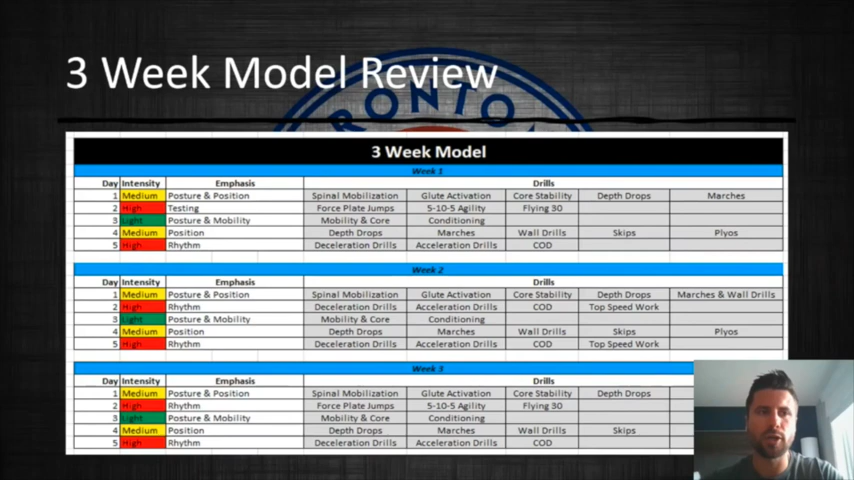 3 Week Model Review
RONTO
3 Week Model
Week 1
Day Intensity Emphasis Drills
1 Medium Posture & Position Spinal Mobilization Glute Activation Core Stability Depth Drops Marches
2 High Testing Force Plate Jumps 5-10-5 Agility Flying 30
3 Light Posture & Mobility Mobility & Core Conditioning
4 Medium Position Depth Drops Marches Wall Drills Skips Plyos
5 High Rhythm Deceleration Drills Acceleration Drills COD
Week 2
Day Intensity Emphasis Drills
1 Medium Posture & Position Spinal Mobilization Glute Activation Core Stability Depth Drops Marches & Wall Drills
2 High Rhythm Deceleration Drills Acceleration Drills COD Top Speed Work
3 Light Posture & Mobility Mobility & Core Conditioning
4 Medium Position Depth Drops Marches Wall Drills Skips Plyos
5 High Rhythm Deceleration Drills Acceleration Drills COD Top Speed Work
Week 3
Day Intensity Emphasis Drills
1 Medium Posture & Position Spinal Mobilization Glute Activation Core Stability Depth Drops
2 High Rhythm Force Plate Jumps 5-10-5 Agility Flying 30
3 Light Posture & Mobility Mobility & Core Conditioning
4 Medium Position Depth Drops Marches Wall Drills Skips
5 High Rhythm Deceleration Drills Acceleration Drills COD